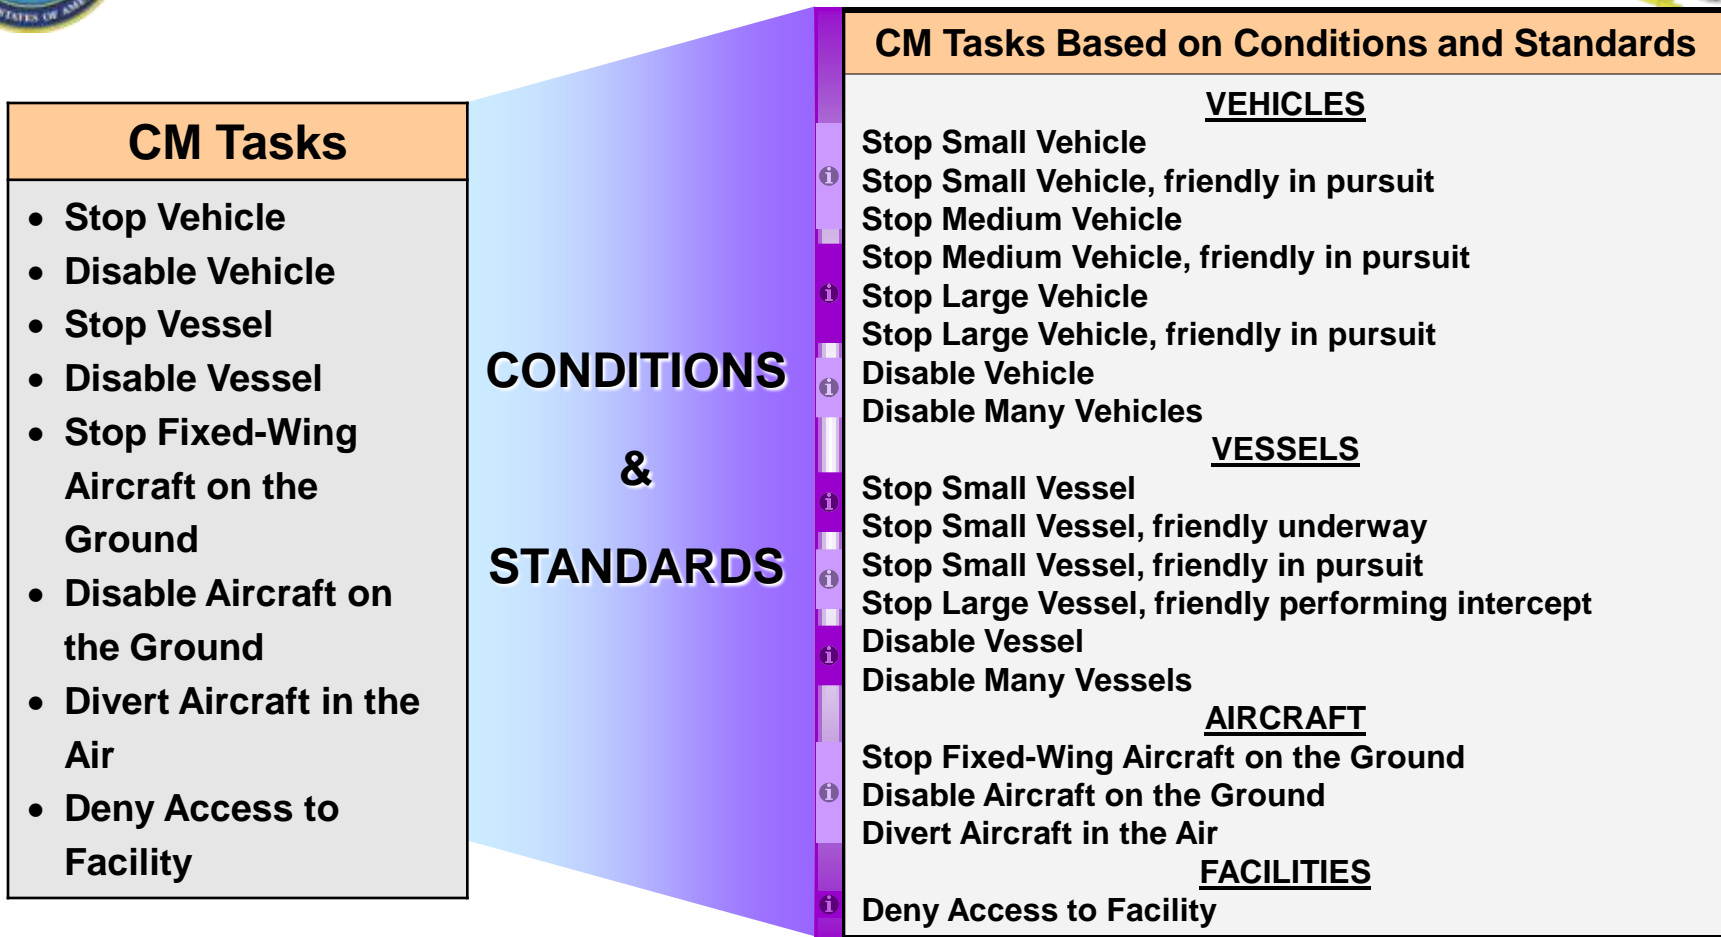 STATES OF AM
CM Tasks
• Stop Vehicle
• Disable Vehicle
• Stop Vessel
• Disable Vessel
• Stop Fixed-Wing
Aircraft on the
Ground
• Disable Aircraft on
the Ground
• Divert Aircraft in the
Air
• Deny Access to
Facility
CONDITIONS
&
STANDARDS
CM Tasks Based on Conditions and Standards
VEHICLES
Stop Small Vehicle
Stop Small Vehicle, friendly in pursuit
Stop Medium Vehicle
Stop Medium Vehicle, friendly in pursuit
Stop Large Vehicle
Stop Large Vehicle, friendly in pursuit
Disable Vehicle
Disable Many Vehicles
VESSELS
Stop Small Vessel
Stop Small Vessel, friendly underway
Stop Small Vessel, friendly in pursuit
Stop Large Vessel, friendly performing intercept
Disable Vessel
Disable Many Vessels
AIRCRAFT
Stop Fixed-Wing Aircraft on the Ground
Disable Aircraft on the Ground
Divert Aircraft in the Air
FACILITIES
Deny Access to Facility